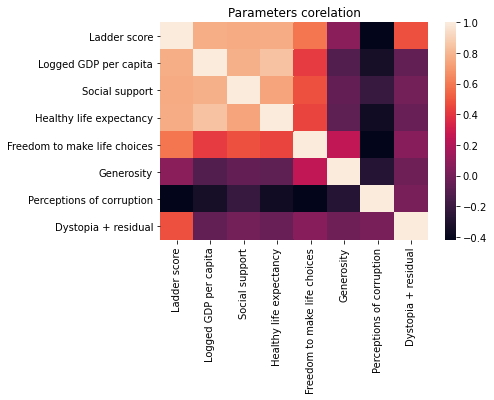 Parameters corelation
Ladder score
Logged GDP per capita
Social support
Healthy life expectancy
Freedom to make life choices
Generosity
Perceptions of corruption
Dystopia + residual
1.0
0.8
0.6
0.4
0.2
0.0
−0.2
−0.4
Ladder score
Logged GDP per capita
Social support
Healthy life expectancy
Freedom to make life choices
Generosity
Perceptions of corruption
Dystopia + residual